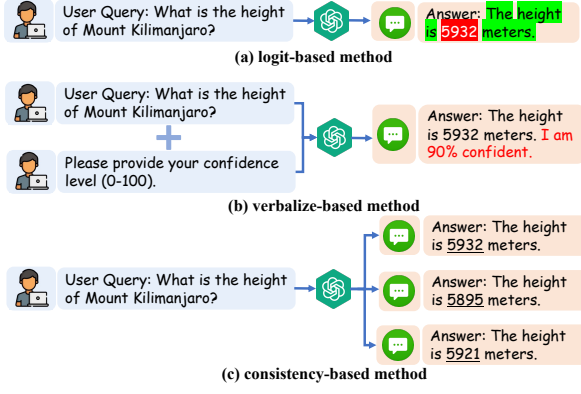 User Query: What is the height
of Mount Kilimanjaro?
Answer: The height
is 5932 meters.
(a) logit-based method
User Query: What is the height
of Mount Kilimanjaro?
Please provide your confidence
level (0-100).
Answer: The height
is 5932 meters. I am
90% confident.
(b) verbalize-based method
User Query: What is the height
of Mount Kilimanjaro?
Answer: The height
is 5932 meters.
Answer: The height
is 5895 meters.
Answer: The height
is 5921 meters.
(c) consistency-based method